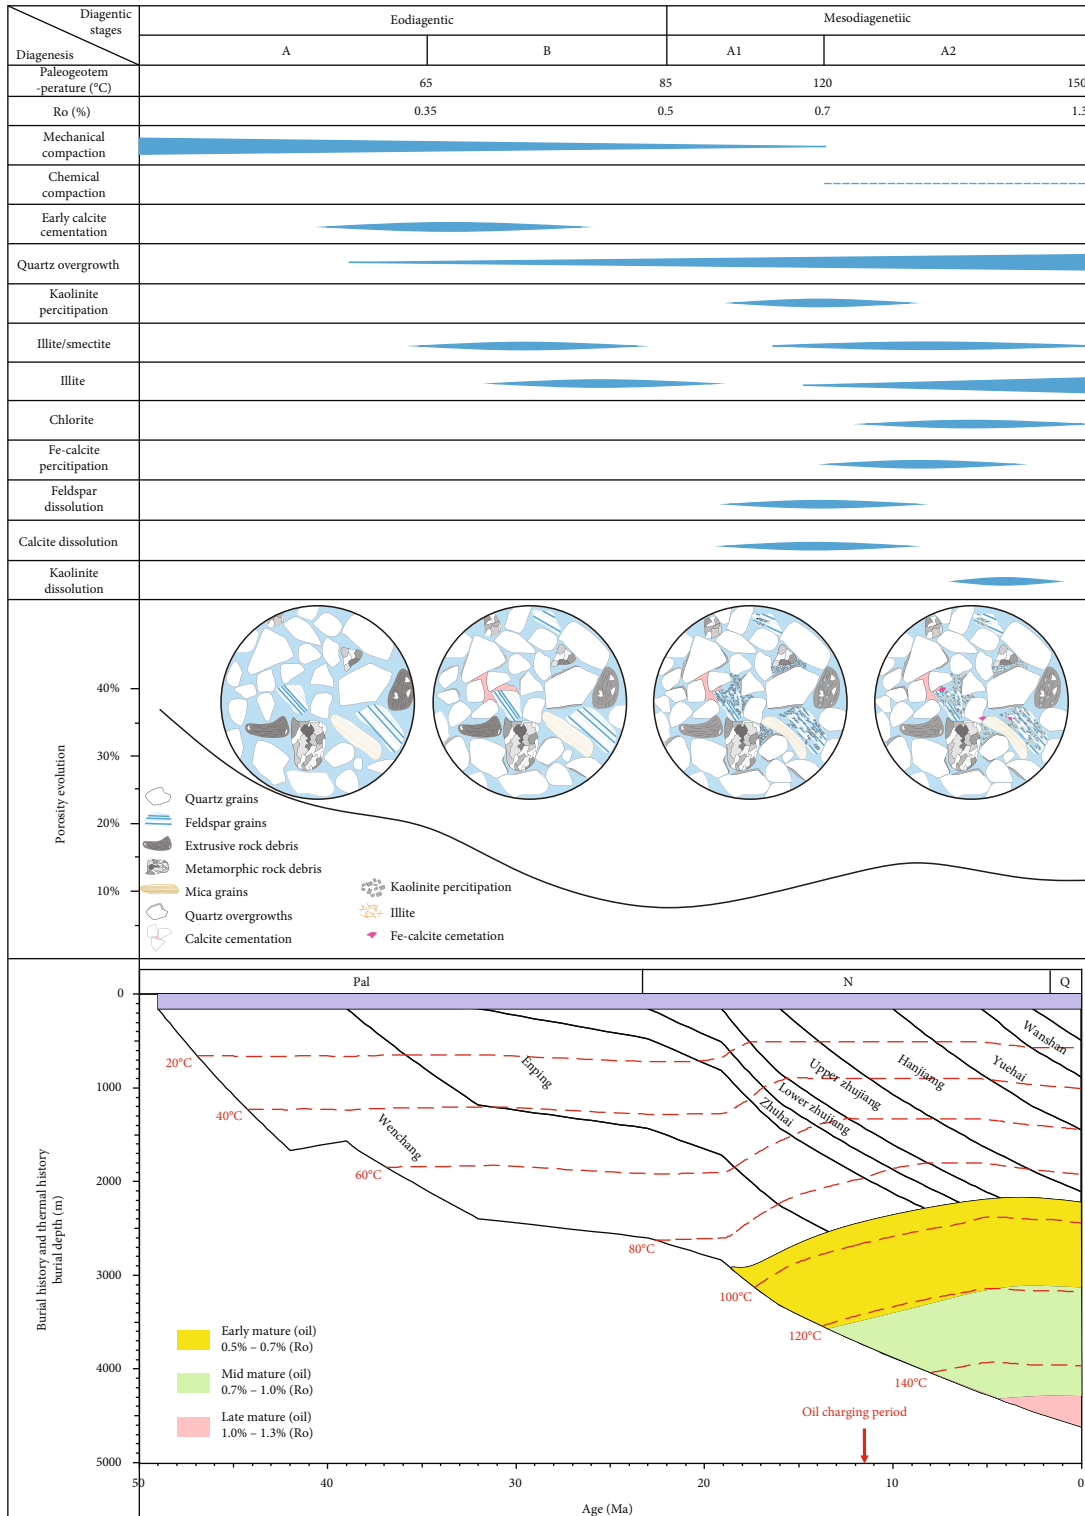 Diagentic
stages
Diagenesis
Eodiagentic
Mesodiagenetiic
A
B
A1
A2
Paleogeotem
-perature (°C)
65
85
120
150
Ro (%)
0.35
0.5
0.7
1.3
Mechanical
compaction
Chemical
compaction
Early calcite
cementation
Quartz overgrowth
Kaolinite
percitipation
Illite/smectite
Illite
Chlorite
Fe-calcite
percitipation
Feldspar
dissolution
Calcite dissolution
Kaolinite
dissolution
Porosity evolution
40%
30%
20%
10%
Quartz grains
Feldspar grains
Extrusive rock debris
Metamorphic rock debris
Mica grains
Quartz overgrowths
Calcite cementation
Kaolinite percitipation
Illite
Fe-calcite cemetation
Pal
N
Q
Burial history and thermal history
burial depth (m)
0
1000
2000
3000
4000
5000
20°C
40°C
60°C
80°C
100°C
120°C
140°C
Wenchang
Enping
Zhuhai
Lower zhujiang
Upper zhujiang
Hanjiamg
Yuehai
Wanshan
Early mature (oil)
0.5% – 0.7% (Ro)
Mid mature (oil)
0.7% – 1.0% (Ro)
Late mature (oil)
1.0% – 1.3% (Ro)
Oil charging period
50
40
30
20
10
0
Age (Ma)